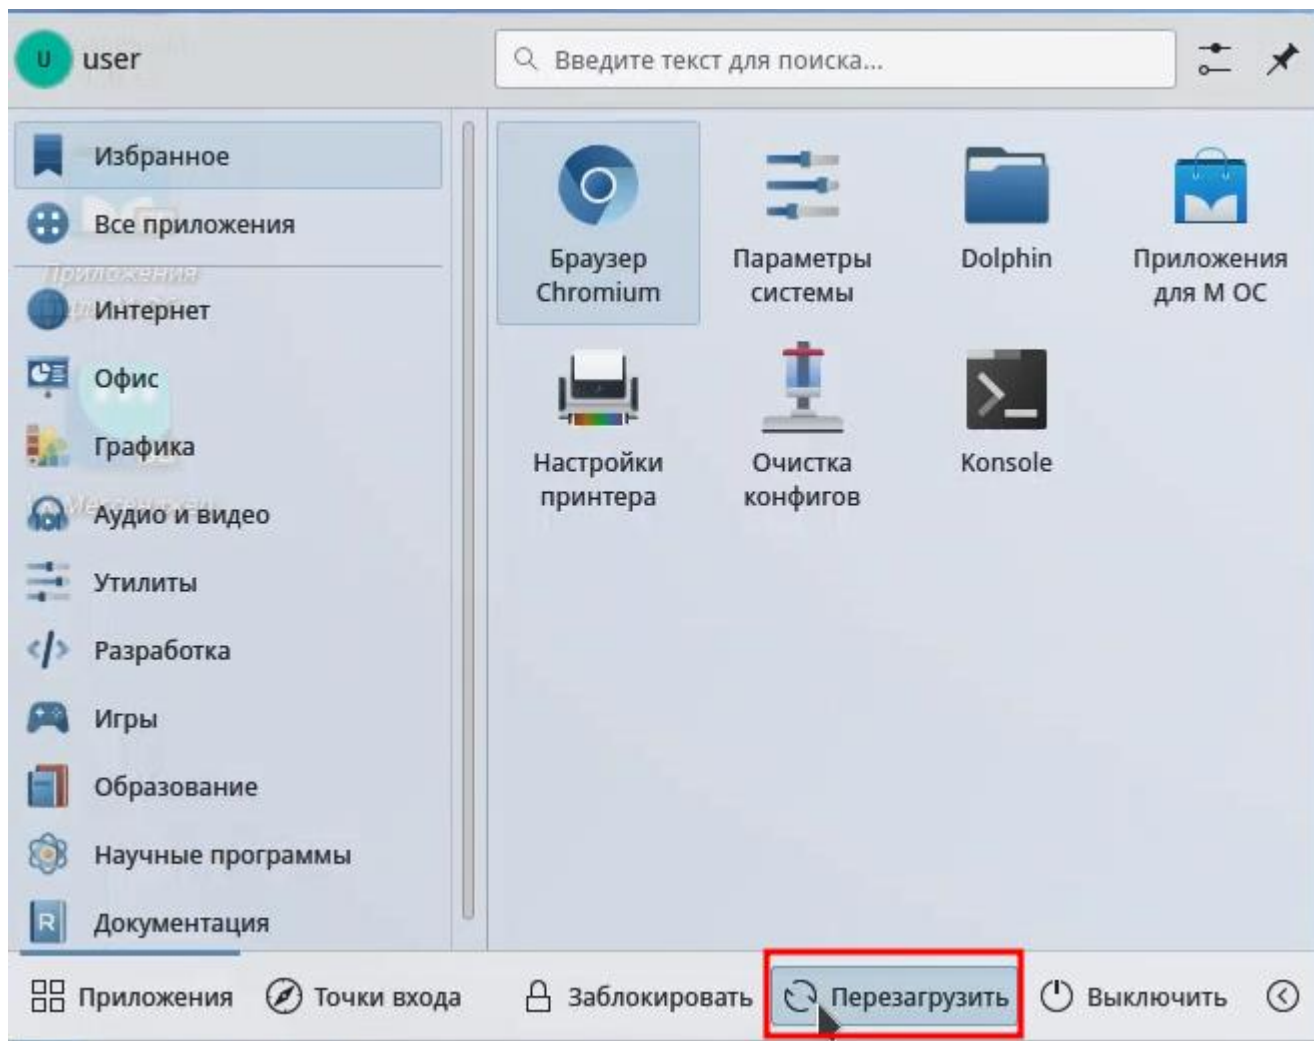 U user
Введите текст для поиска...
Избранное
Все приложения
Приложения
Интернет
Офис
Графика
Аудио и видео
Утилиты
Разработка
Игры
Образование
Научные программы
Документация
Браузер
Chromium
Параметры
системы
Dolphin
Приложения
для М ОС
Настройки
принтера
Очистка
конфигов
Konsole
Приложения
Точки входа
Заблокировать
Перезагрузить
Выключить